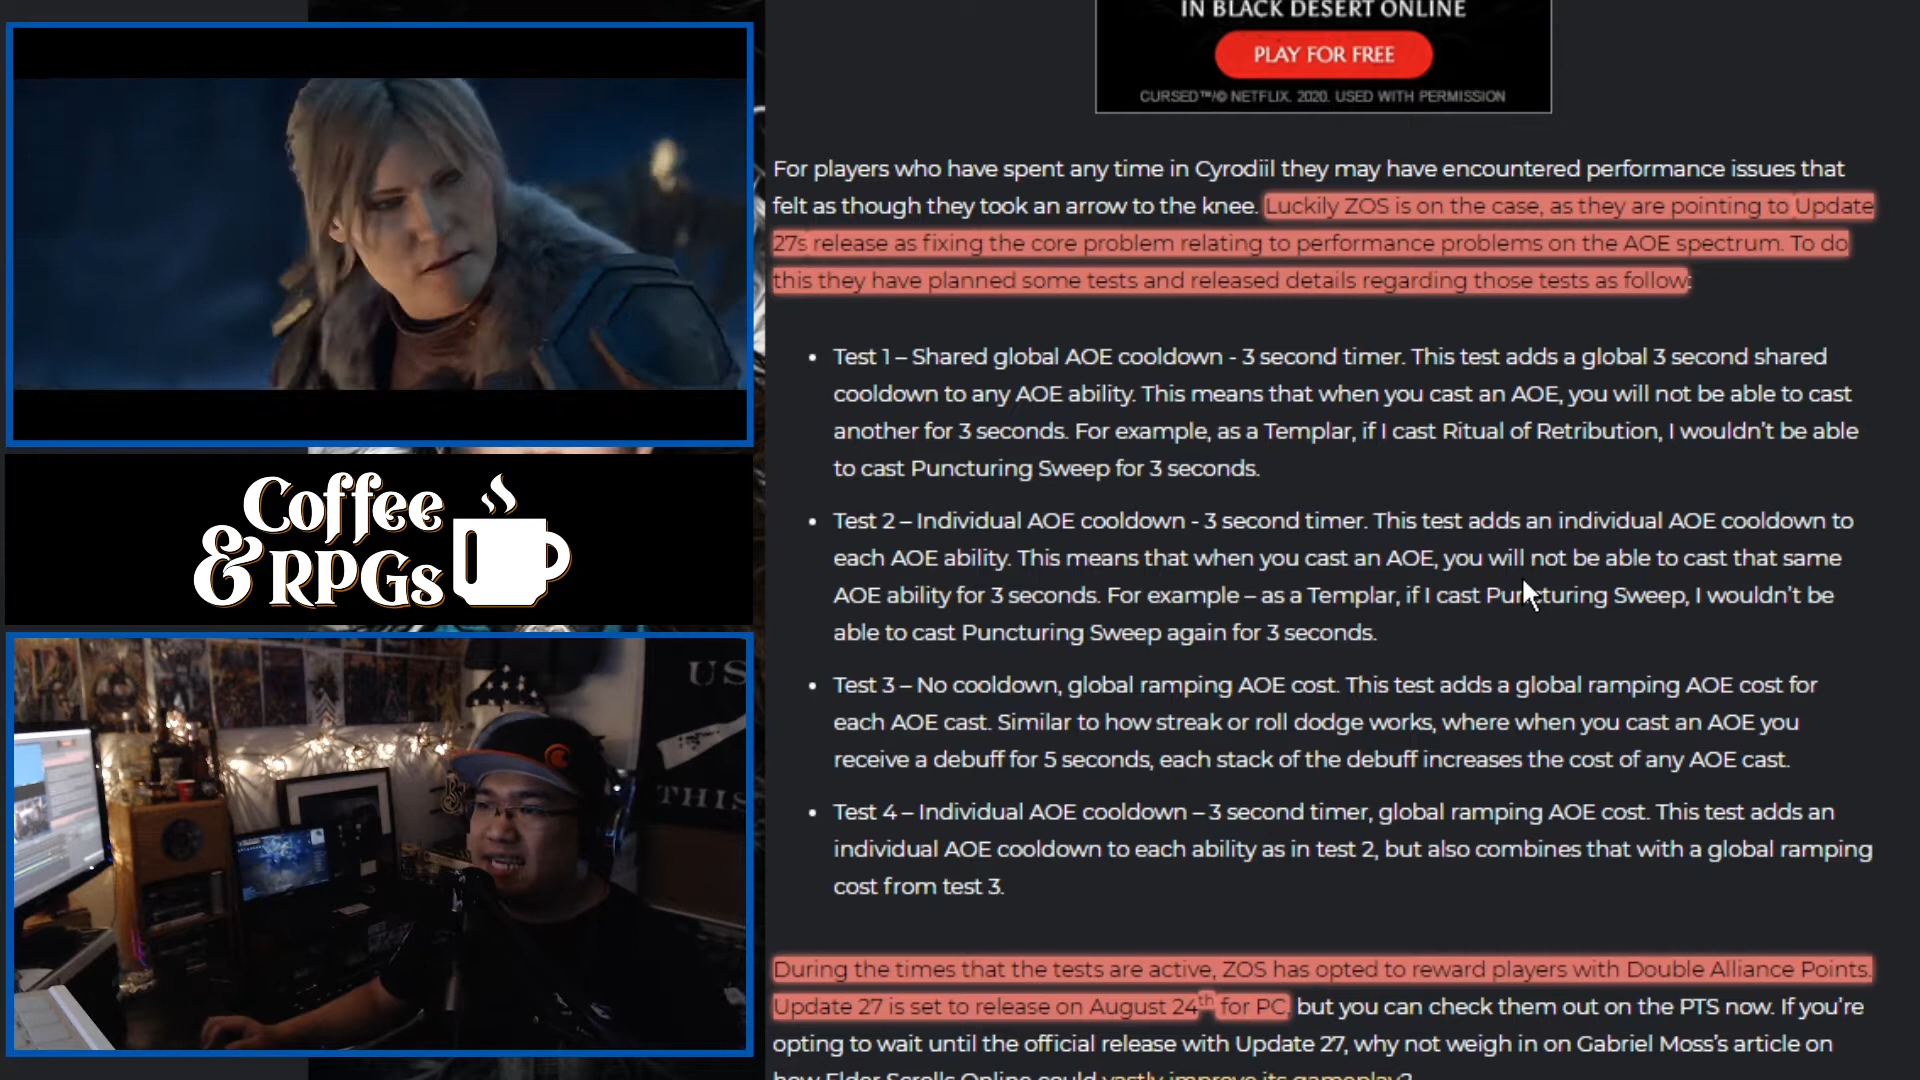 IN BLACK DESERT ONLINE
PLAY FOR FREE
CURSED™/© NETFLIX. 2020. USED WITH PERMISSION
For players who have spent any time in Cyrodiil they may have encountered performance issues that
felt as though they took an arrow to the knee. Luckily ZOS is on the case, as they are pointing to Update
27s release as fixing the core problem relating to performance problems on the AOE spectrum. To do
this they have planned some tests and released details regarding those tests as follow:
• Test 1 – Shared global AOE cooldown - 3 second timer. This test adds a global 3 second shared
cooldown to any AOE ability. This means that when you cast an AOE, you will not be able to cast
another for 3 seconds. For example, as a Templar, if I cast Ritual of Retribution, I wouldn’t be able
to cast Puncturing Sweep for 3 seconds.
• Test 2 – Individual AOE cooldown - 3 second timer. This test adds an individual AOE cooldown to
each AOE ability. This means that when you cast an AOE, you will not be able to cast that same
AOE ability for 3 seconds. For example – as a Templar, if I cast Puncturing Sweep, I wouldn’t be
able to cast Puncturing Sweep again for 3 seconds.
• Test 3 – No cooldown, global ramping AOE cost. This test adds a global ramping AOE cost for
each AOE cast. Similar to how streak or roll dodge works, where when you cast an AOE you
receive a debuff for 5 seconds, each stack of the debuff increases the cost of any AOE cast.
• Test 4 – Individual AOE cooldown – 3 second timer, global ramping AOE cost. This test adds an
individual AOE cooldown to each ability as in test 2, but also combines that with a global ramping
cost from test 3.
During the times that the tests are active, ZOS has opted to reward players with Double Alliance Points.
Update 27 is set to release on August 24th for PC, but you can check them out on the PTS now. If you’re
opting to wait until the official release with Update 27, why not weigh in on Gabriel Moss’s article on
how Elder Scrolls Online could vastly improve its gameplay?
Coffee
& RPGs
US
THIS